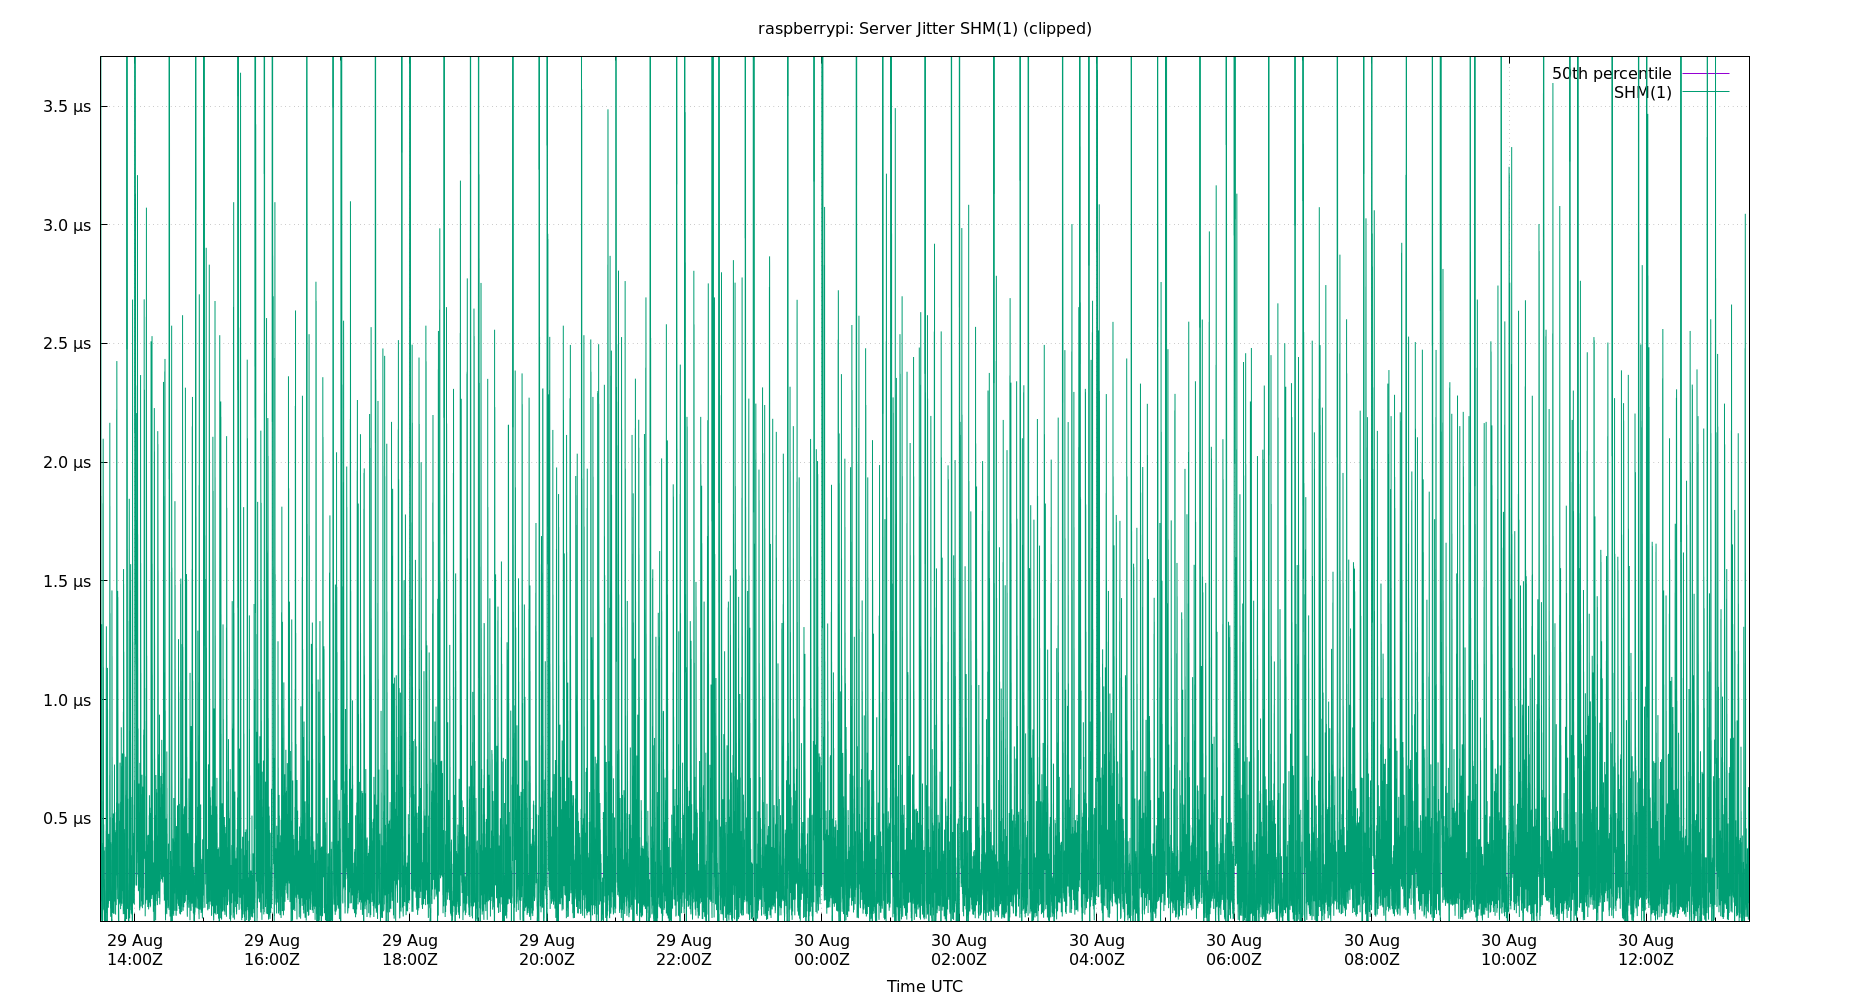 raspberrypi: Server Jitter SHM(1) (clipped)
50th percentile
SHM(1)
3.5 µs
3.0 µs
2.5 µs
2.0 µs
1.5 µs
1.0 µs
0.5 µs
29 Aug 29 Aug 29 Aug 29 Aug 29 Aug 30 Aug 30 Aug 30 Aug 30 Aug 30 Aug 30 Aug 30 Aug
14:00Z 16:00Z 18:00Z 20:00Z 22:00Z 00:00Z 02:00Z 04:00Z 06:00Z 08:00Z 10:00Z 12:00Z
Time UTC